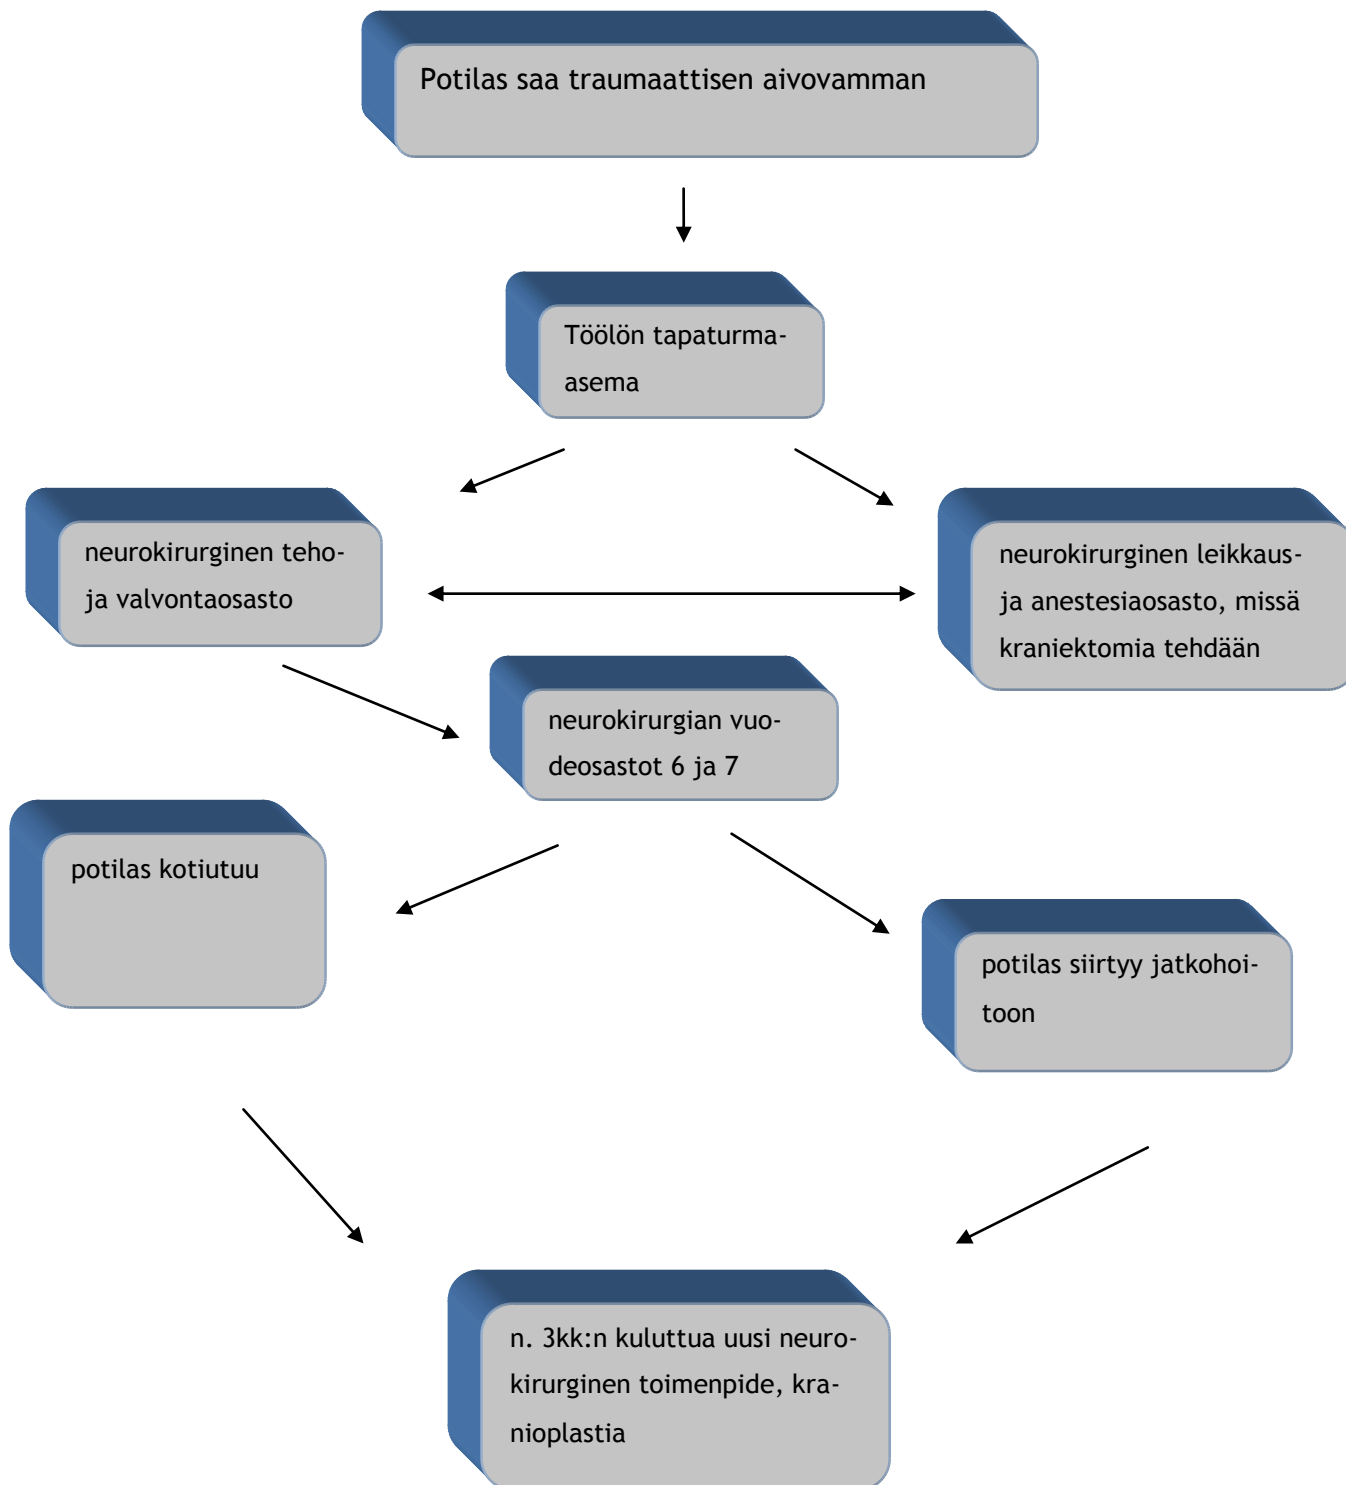 Potilas saa traumaattisen aivovamman
Töölön tapaturma-
asema
neurokirurginen teho-
ja valvontaosasto
neurokirurginen leikkaus-
ja anestesiaosasto, missä
kraniektomia tehdään
neurokirurgian vuo-
deosastot 6 ja 7
potilas kotiutuu
potilas siirtyy jatkohoi-
toon
n. 3kk:n kuluttua uusi neuro-
kirurginen toimenpide, kra-
nioplastia